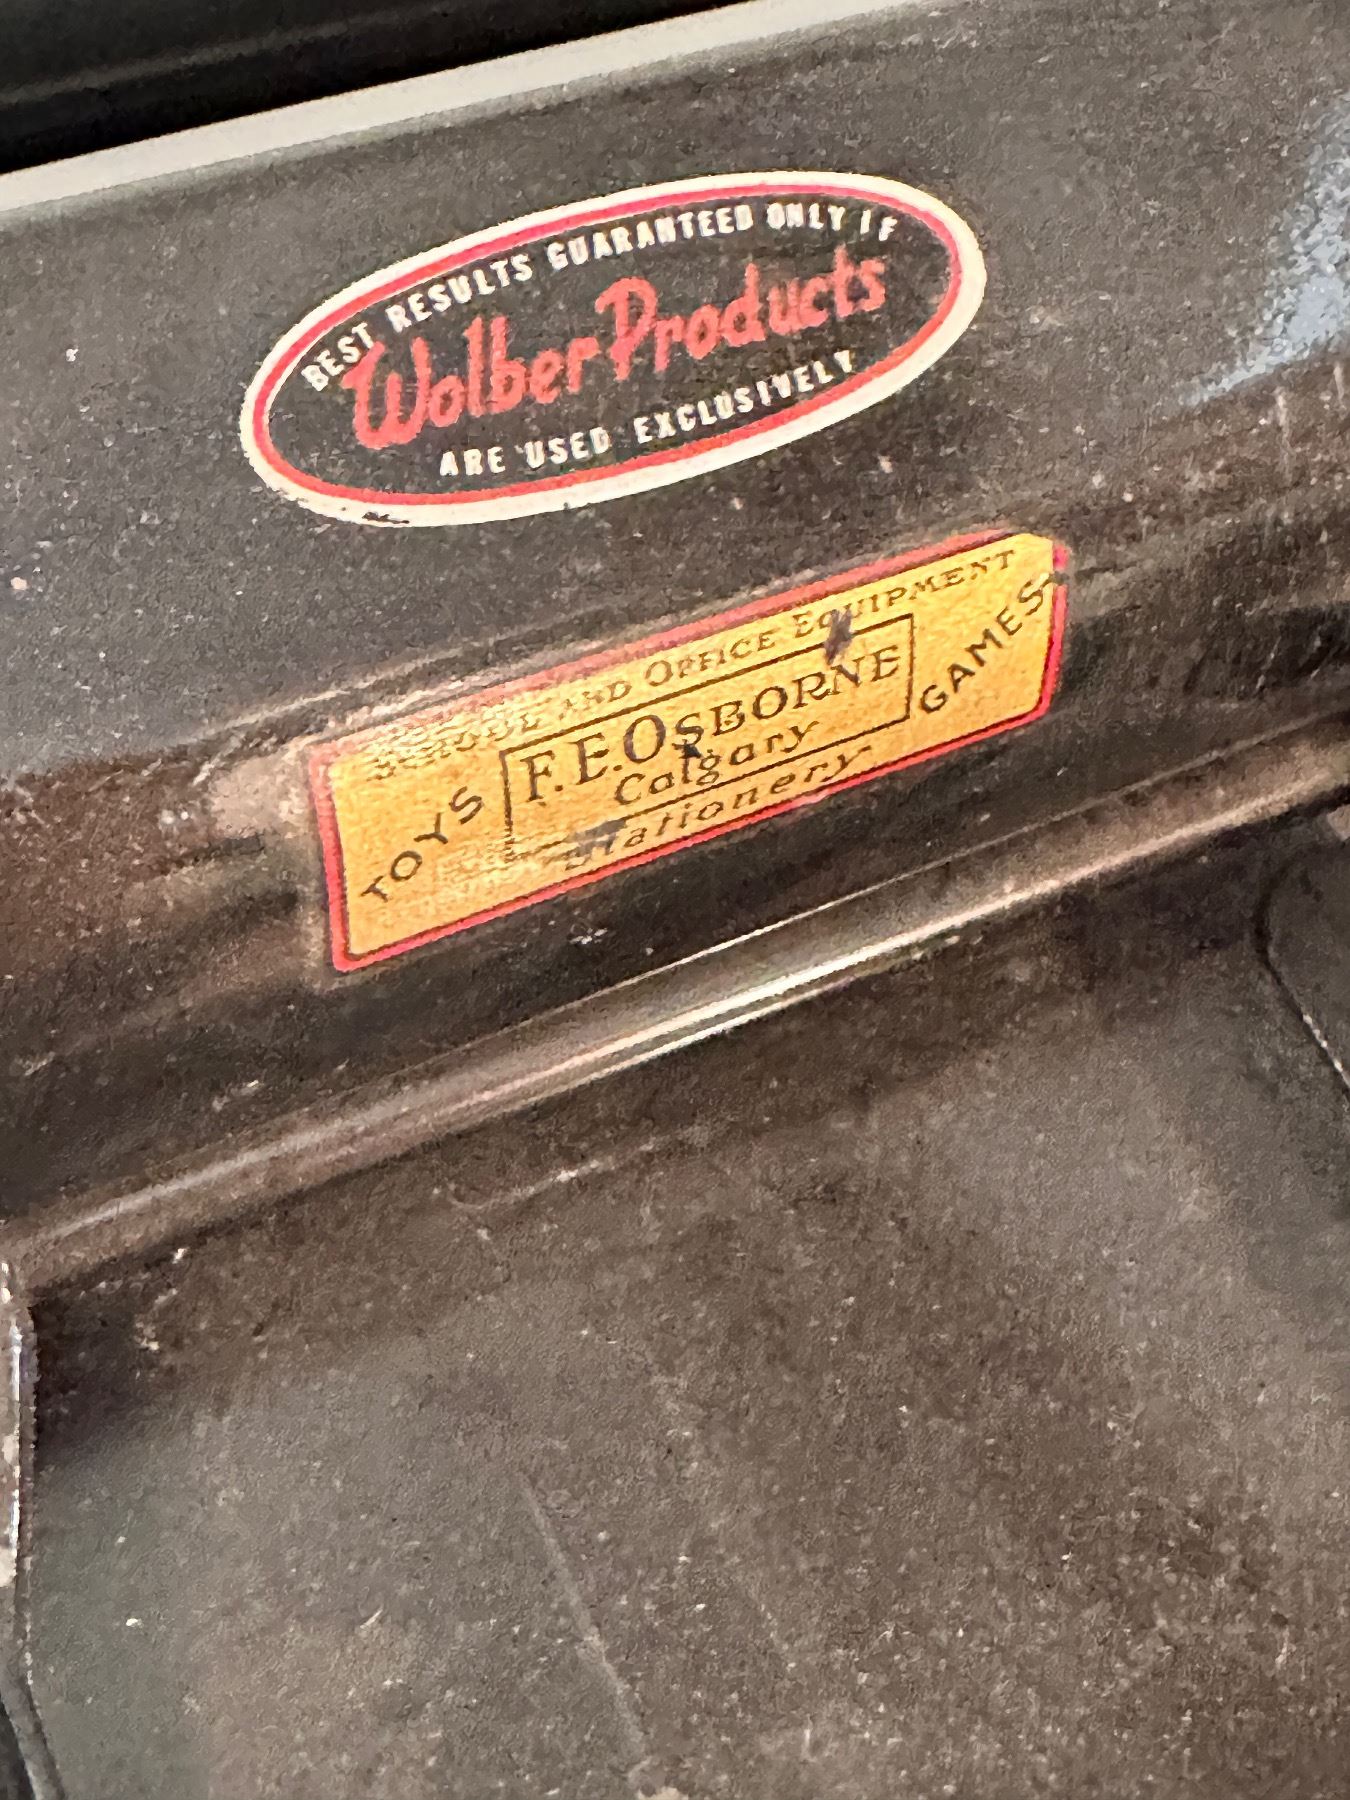 BEST RESULTS GUARANTEED ONLY IF
Wolber Products
ARE USED EXCLUSIVELY
SCHOOL AND OFFICE EQUIPMENT
TOYS
F.E.OSBORNE
Calgary
GAMES
Stationery